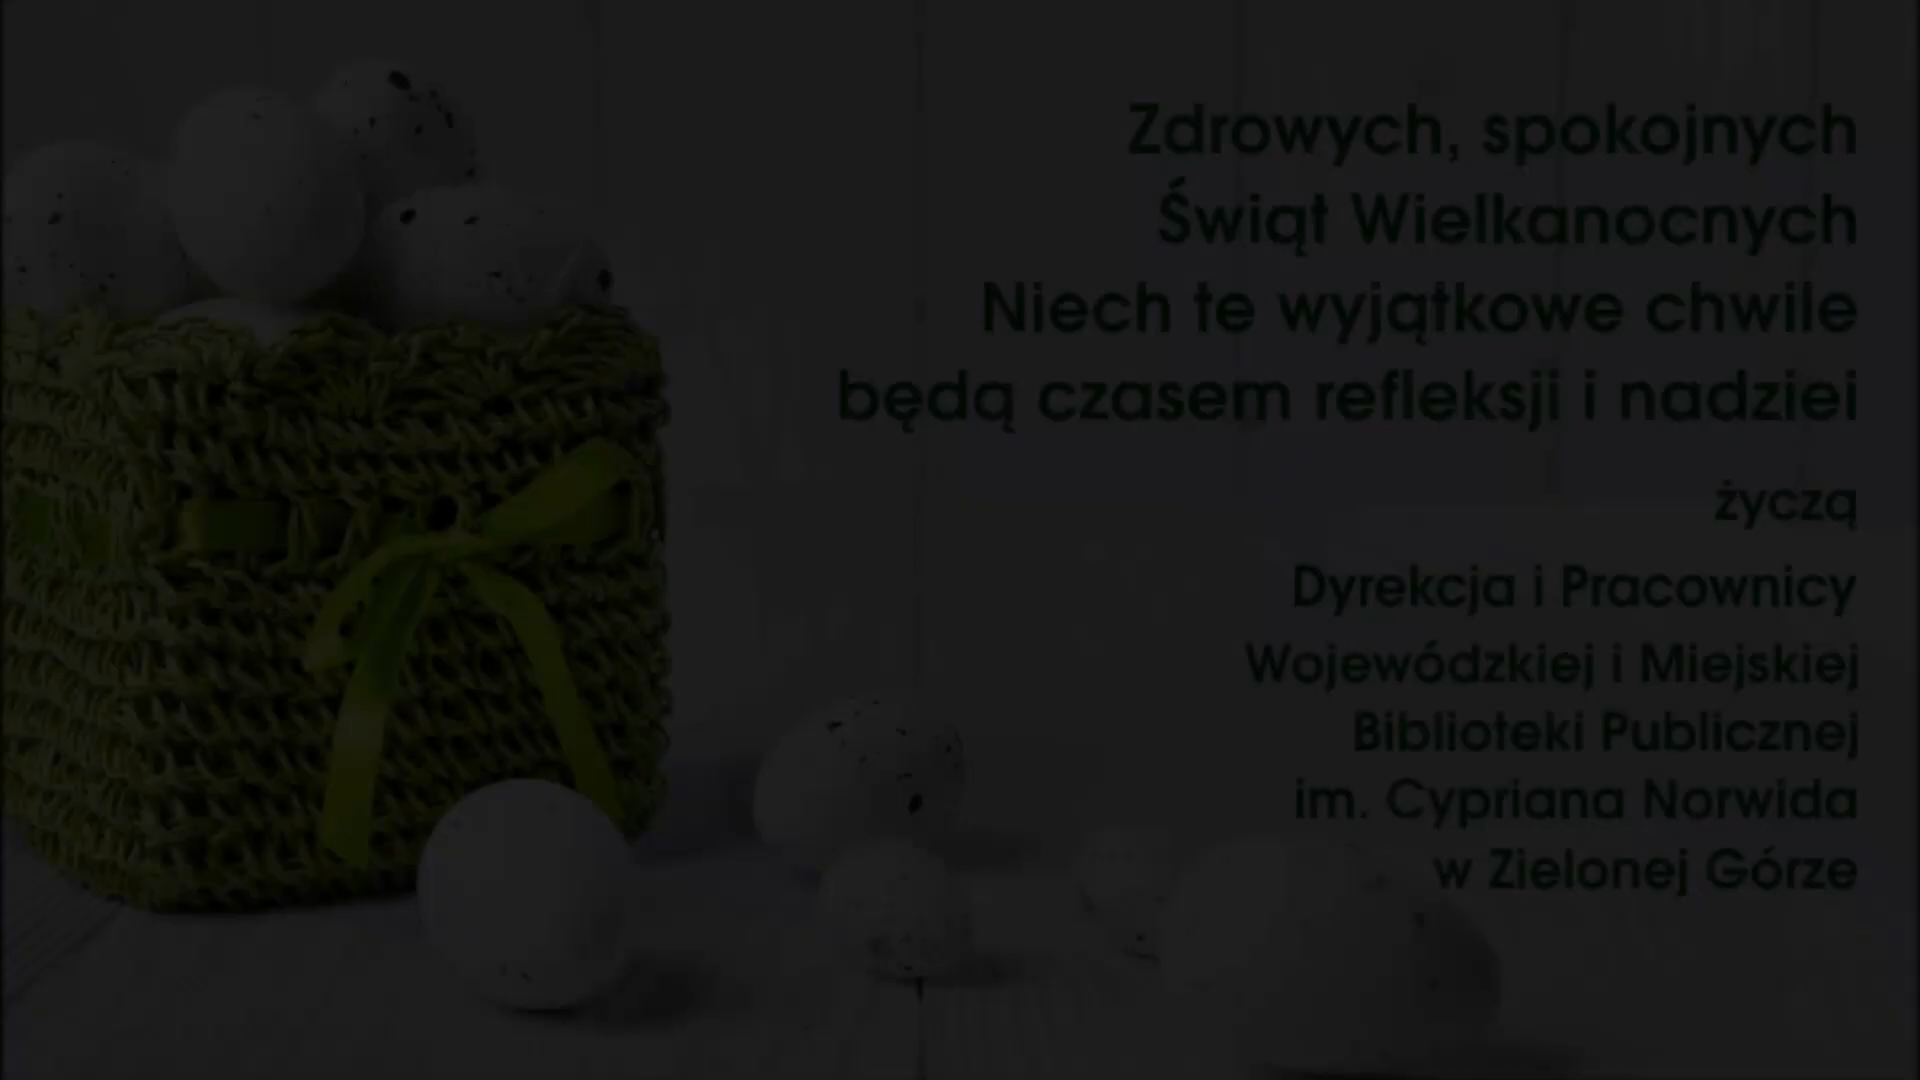 Zdrowych, spokojnych
Świąt Wielkanocnych
Niech te wyjątkowe chwile
będą czasem refleksji i nadziei
życzą
Dyrekcja i Pracownicy
Wojewódzkiej i Miejskiej
Biblioteki Publicznej
im. Cypriana Norwida
w Zielonej Górze